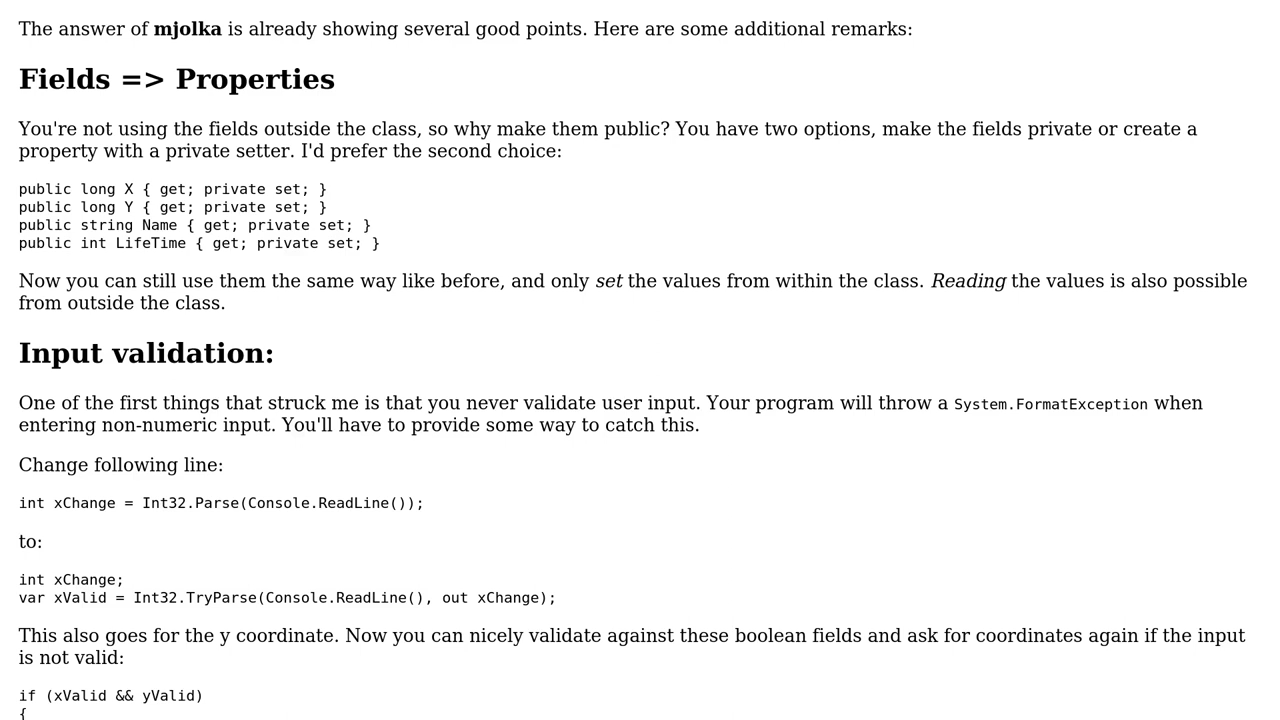 The answer of mjolka is already showing several good points. Here are some additional remarks:
Fields => Properties
You're not using the fields outside the class, so why make them public? You have two options, make the fields private or create a
property with a private setter. I'd prefer the second choice:
public long X { get; private set; }
public long Y { get; private set; }
public string Name { get; private set; }
public int LifeTime { get; private set; }
Now you can still use them the same way like before, and only set the values from within the class. Reading the values is also possible
from outside the class.
Input validation:
One of the first things that struck me is that you never validate user input. Your program will throw a System.FormatException when
entering non-numeric input. You'll have to provide some way to catch this.
Change following line:
int xChange = Int32.Parse(Console.ReadLine());
to:
int xChange;
var xValid = Int32.TryParse(Console.ReadLine(), out xChange);
This also goes for the y coordinate. Now you can nicely validate against these boolean fields and ask for coordinates again if the input
is not valid:
if (xValid && yValid)
{